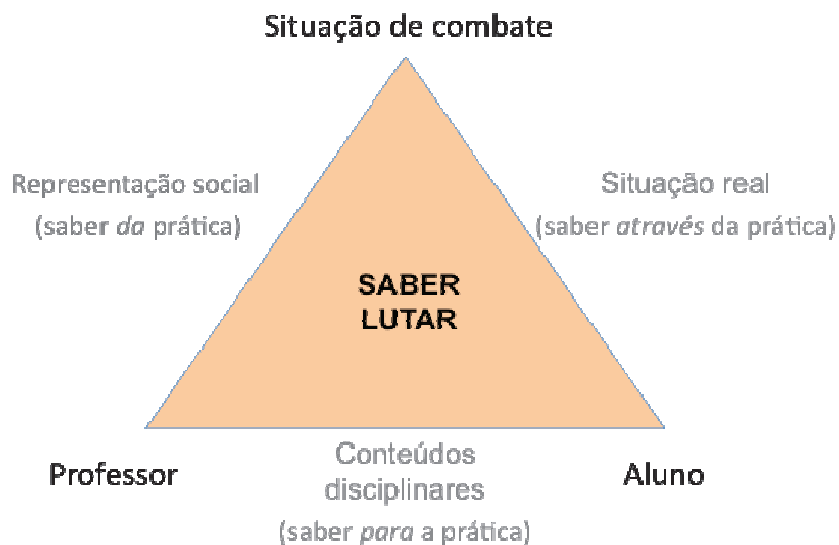 Situação de combate
Representação social
(saber da prática)
Situação real
(saber através da prática)
SABER
LUTAR
Professor
Conteúdos
disciplinares
(saber para a prática)
Aluno